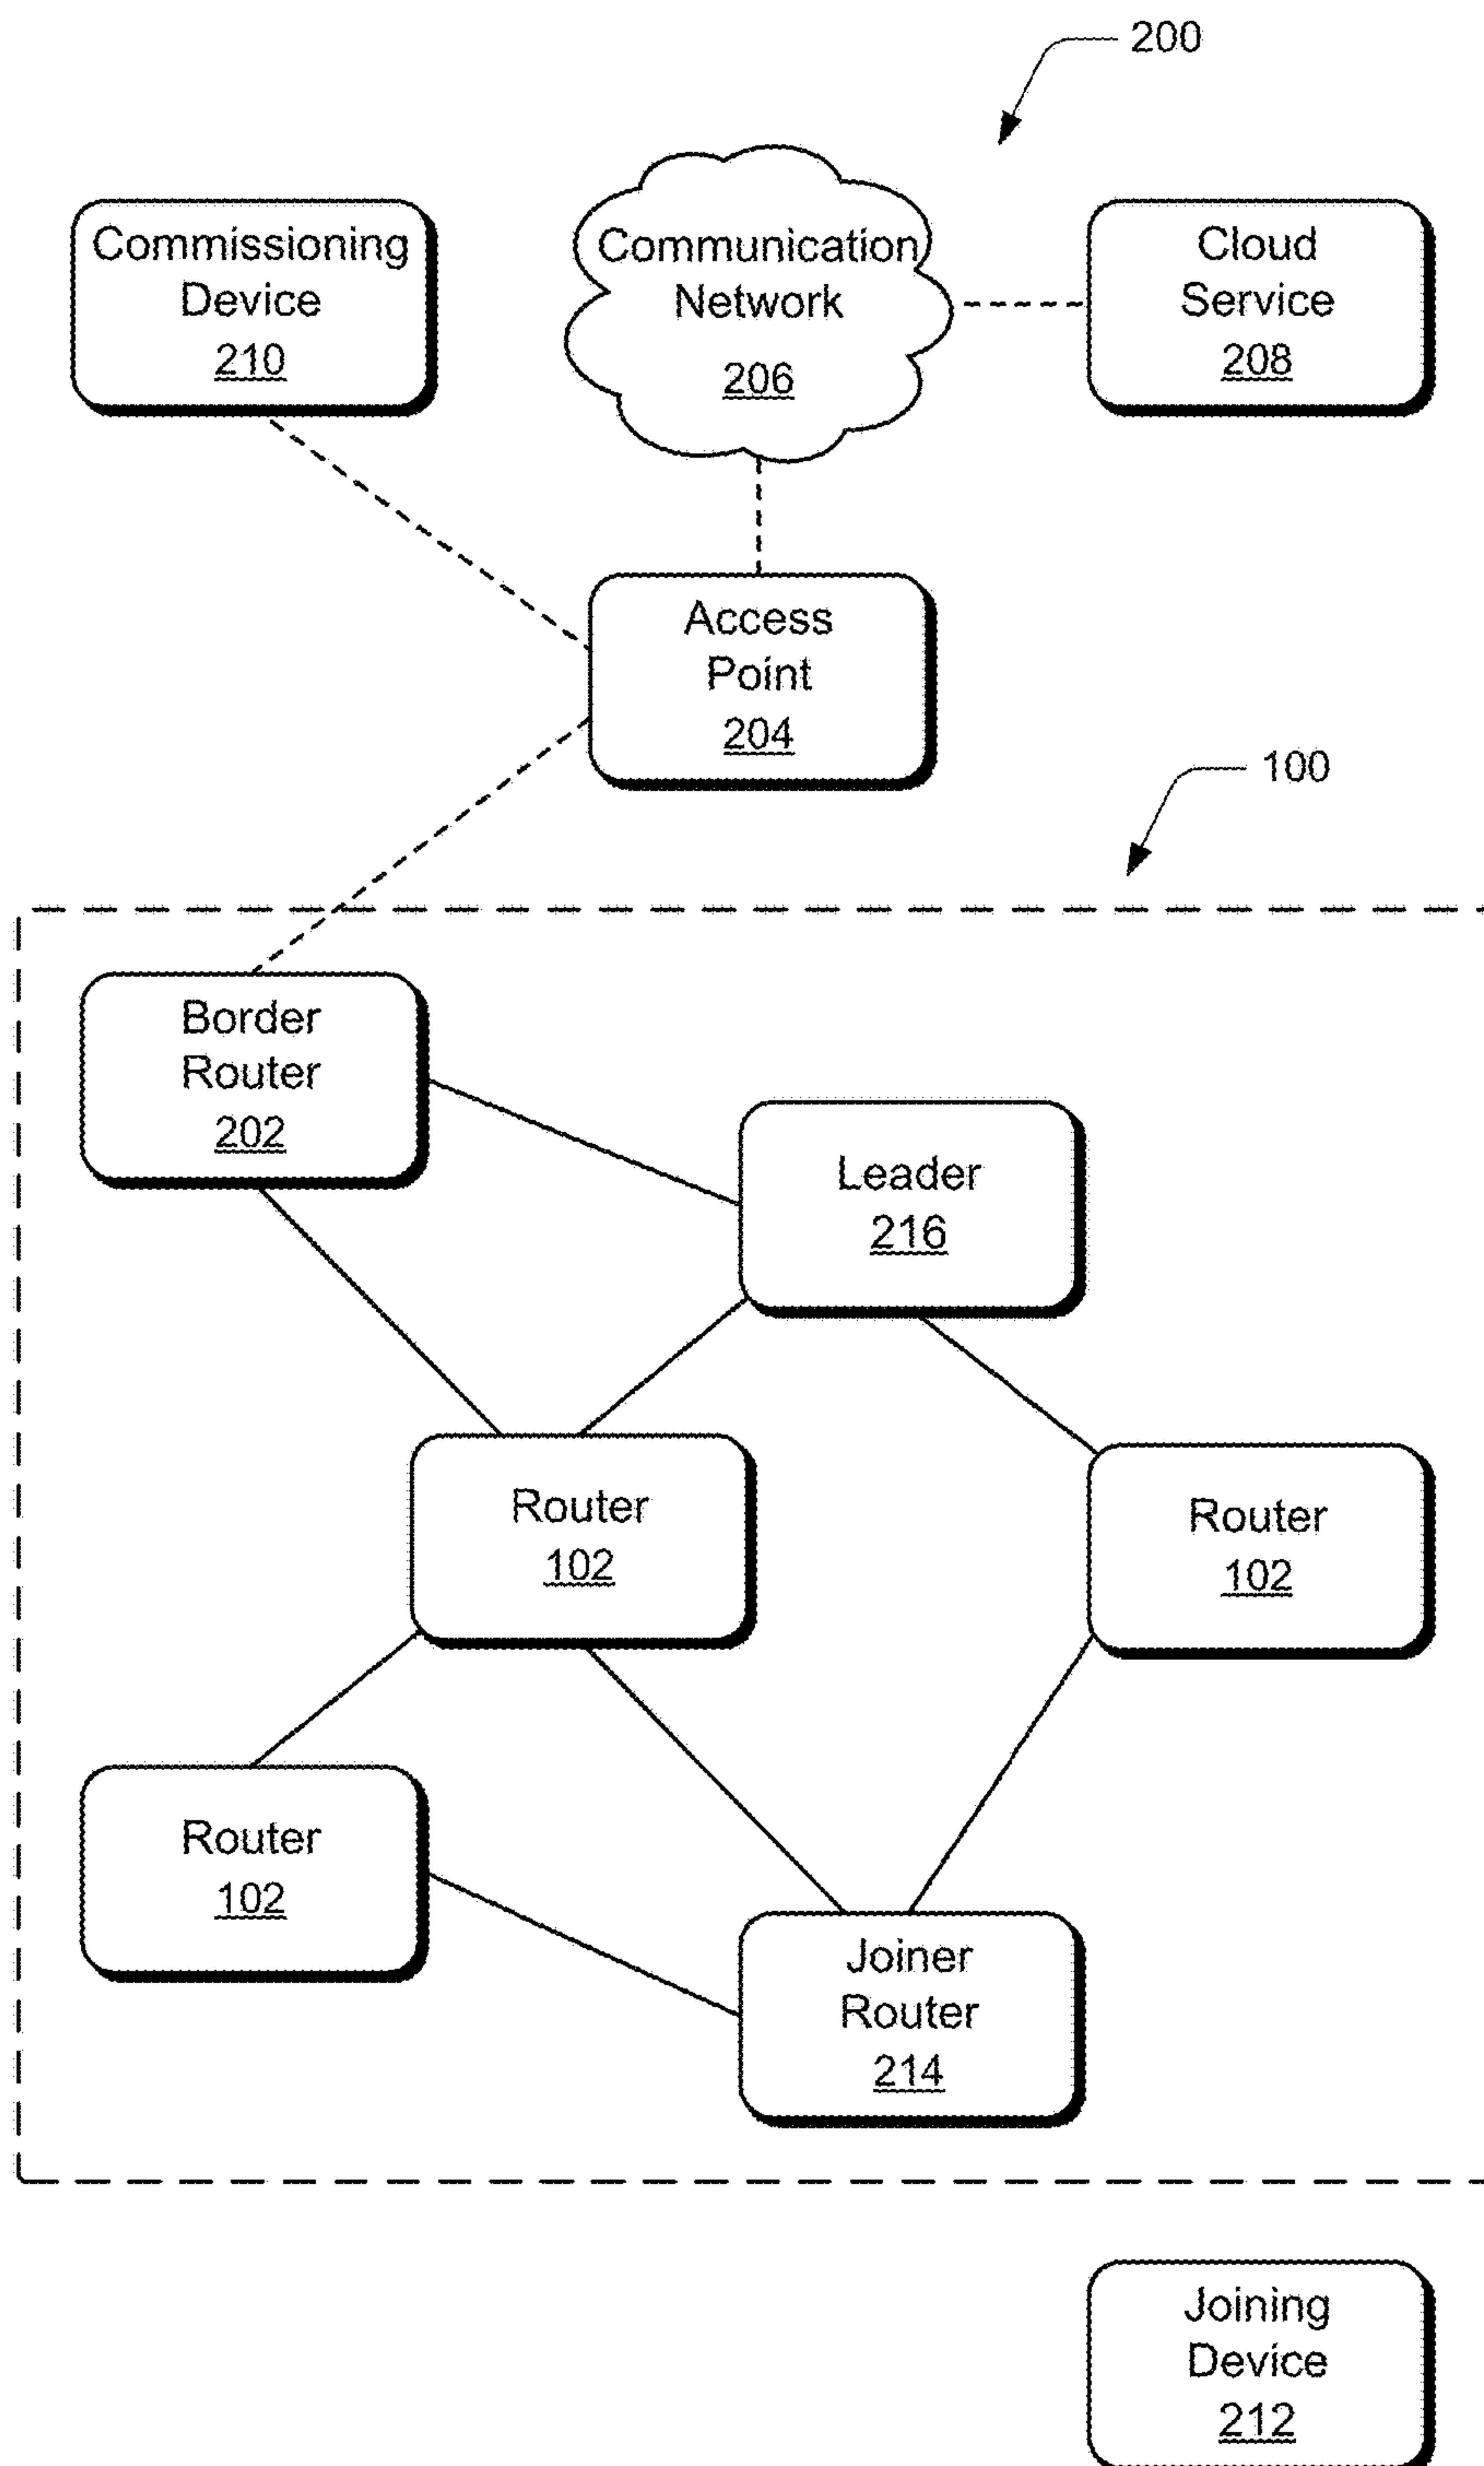 200
Commissioning
Device
210
Communication
Network
206
Cloud
Service
208
Access
Point
204
100
Border
Router
202
Leader
216
Router
102
Router
102
Router
102
Joiner
Router
214
Joining
Device
212